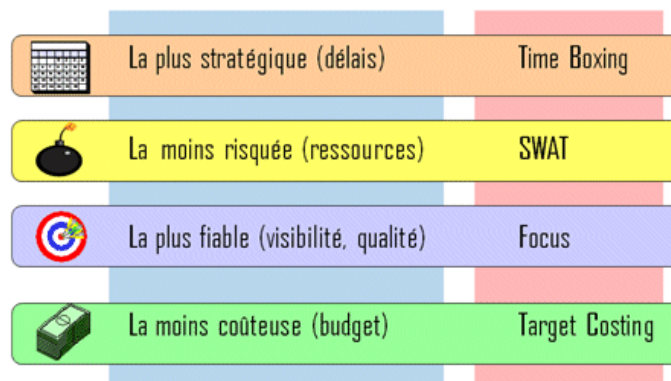 La plus stratégique (délais) Time Boxing
La moins risquée (ressources) SWAT
La plus fiable (visibilité, qualité) Focus
La moins coûteuse (budget) Target Costing